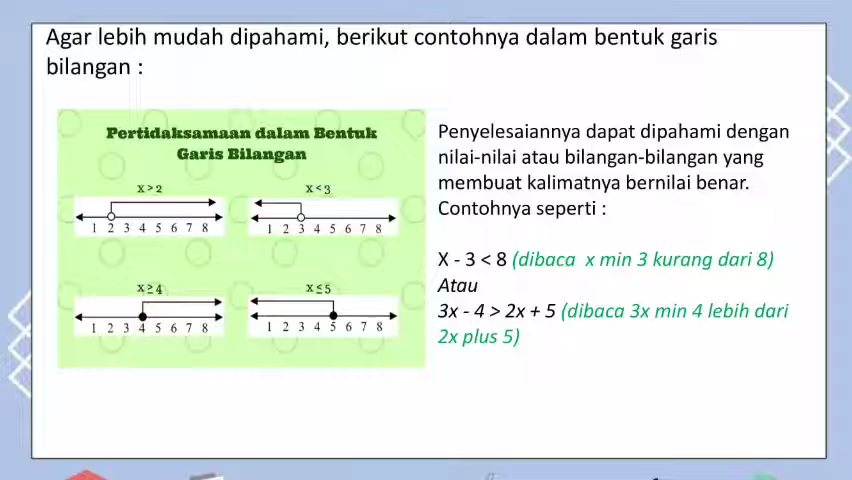 Agar lebih mudah dipahami, berikut contohnya dalam bentuk garis
bilangan :
Pertidaksamaan dalam Bentuk
Garis Bilangan
X > 2
1 2 3 4 5 6 7 8
X < 3
1 2 3 4 5 6 7 8
X ≥ 4
1 2 3 4 5 6 7 8
X ≤ 5
1 2 3 4 5 6 7 8
Penyelesaiannya dapat dipahami dengan
nilai-nilai atau bilangan-bilangan yang
membuat kalimatnya bernilai benar.
Contohnya seperti :
X - 3 < 8 (dibaca x min 3 kurang dari 8)
Atau
3x - 4 > 2x + 5 (dibaca 3x min 4 lebih dari
2x plus 5)